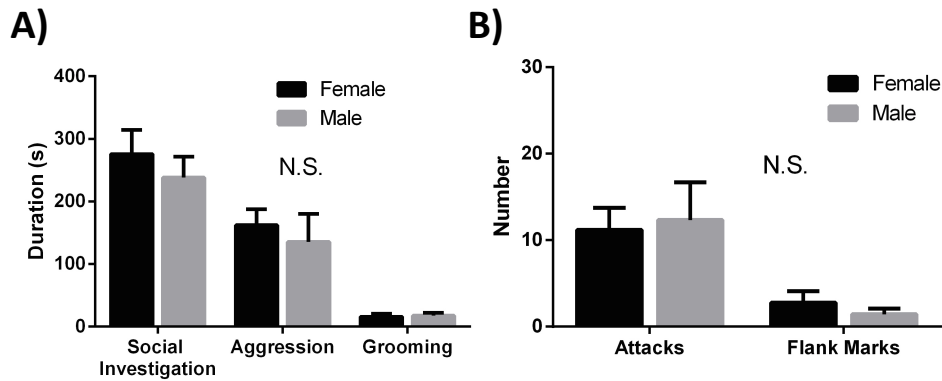 A)
Duration (s)
400
300
200
100
0
Female
Male
N.S.
Social
Investigation
Aggression
Grooming
B)
Number
30
20
10
0
Female
Male
N.S.
Attacks
Flank Marks